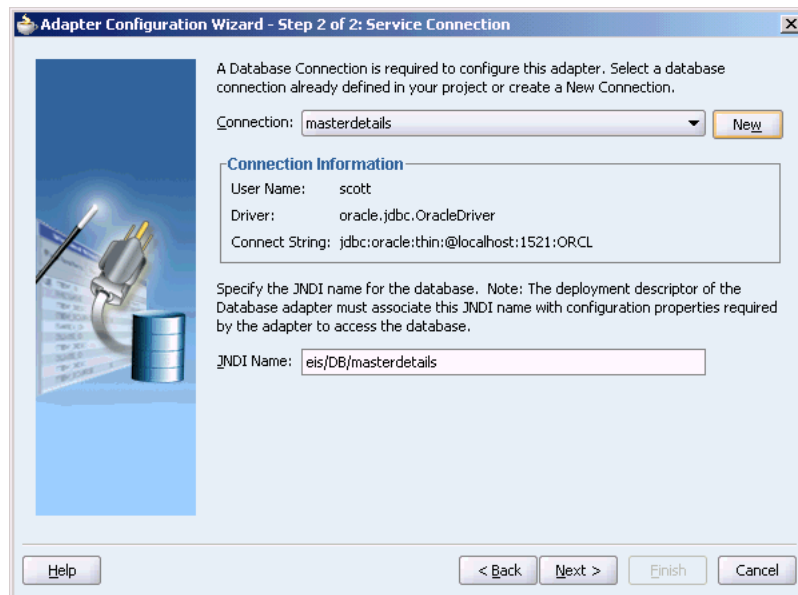 Adapter Configuration Wizard - Step 2 of 2: Service Connection
A Database Connection is required to configure this adapter. Select a database
connection already defined in your project or create a New Connection.
Connection: masterdetails New
Connection Information
User Name: scott
Driver: oracle.jdbc.OracleDriver
Connect String: jdbc:oracle:thin:@localhost:1521:ORCL
Specify the JNDI name for the database. Note: The deployment descriptor of the
Database adapter must associate this JNDI name with configuration properties required
by the adapter to access the database.
JNDI Name: eis/DB/masterdetails
Help < Back Next > Finish Cancel